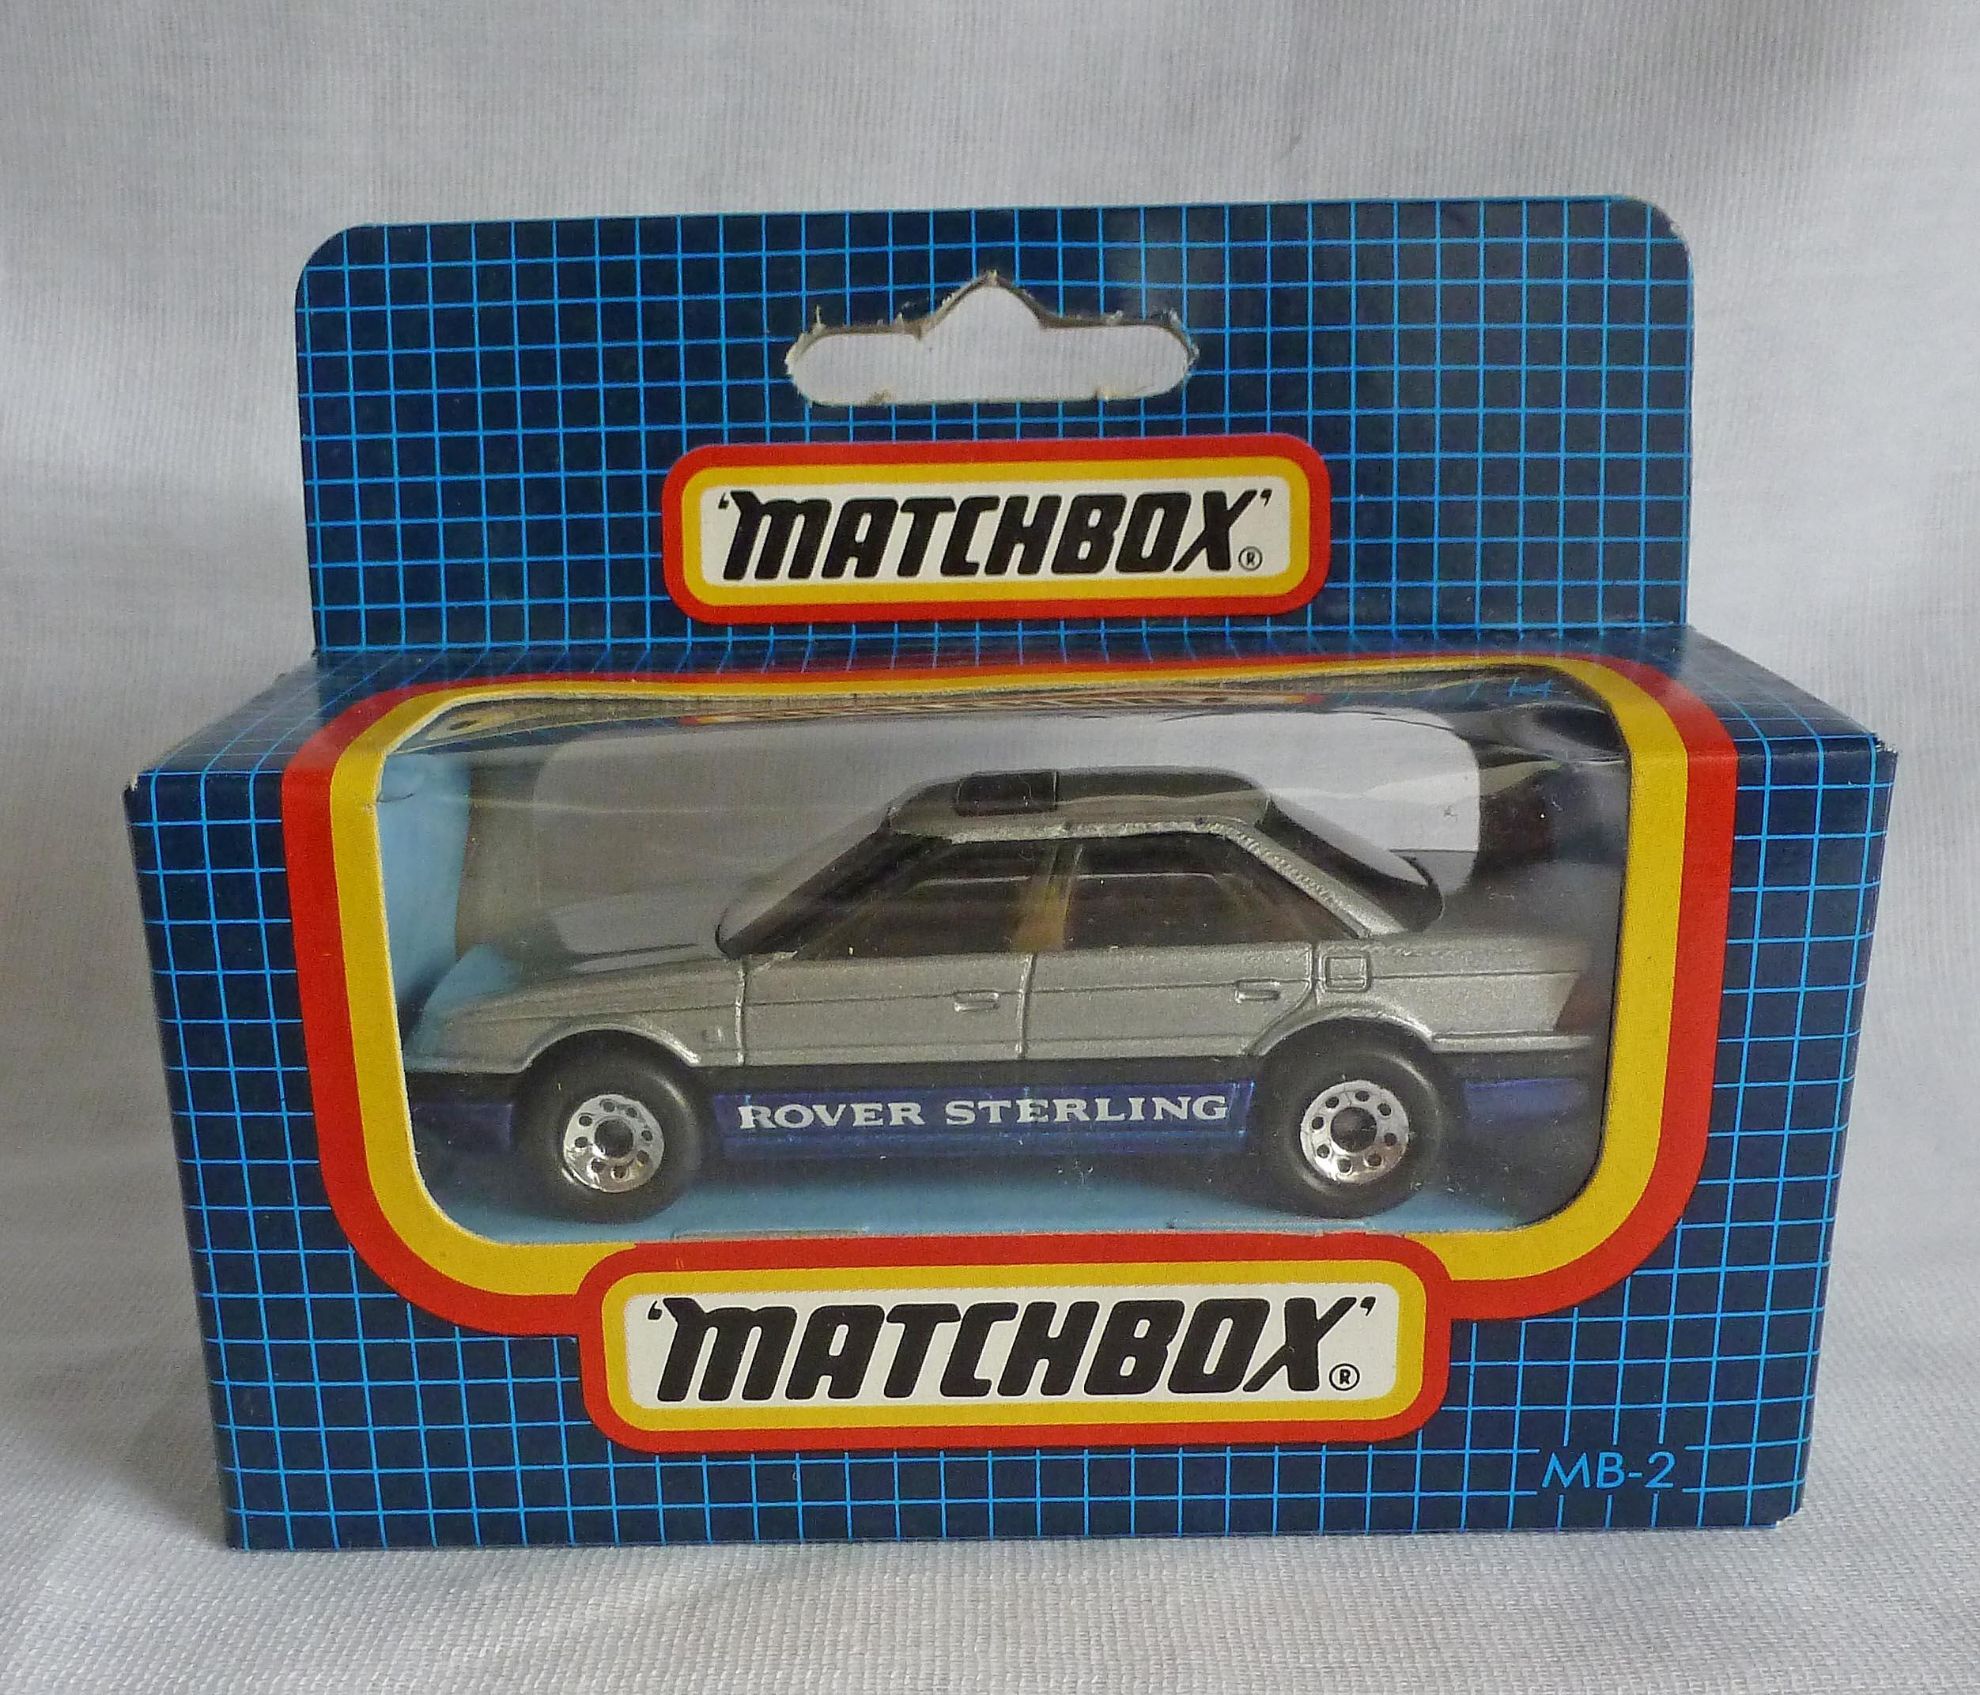 'MATCHBOX'®
ROVER STERLING
'MATCHBOX'®
MB-2